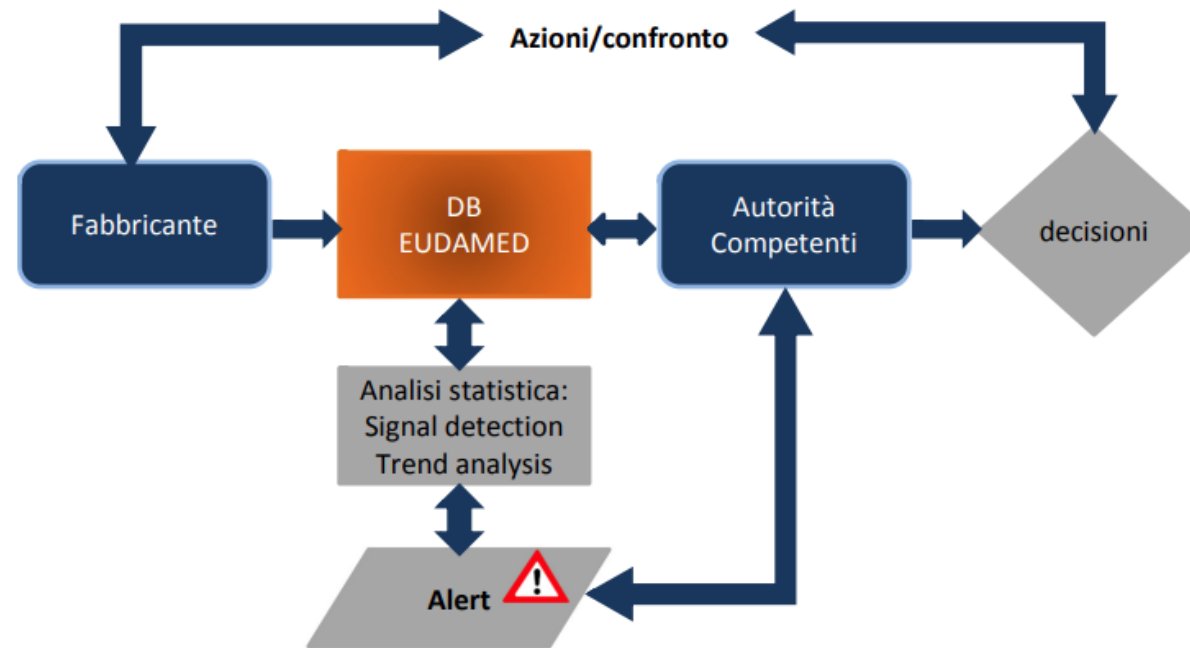 Azioni/confronto
Fabbricante
DB
EUDAMED
Autorità
Competenti
decisioni
Analisi statistica:
Signal detection
Trend analysis
Alert
!